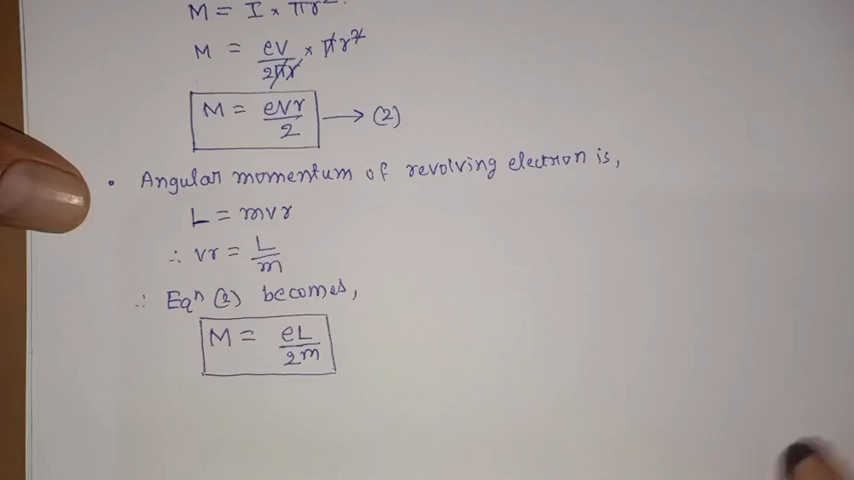 M = I × πr²
M = eV/2πr × πr²
M = eVr/2 → (2)
• Angular momentum of revolving electron is,
L = mvr
∴ vr = L/m
∴ Eqⁿ (2) becomes,
M = eL/2m